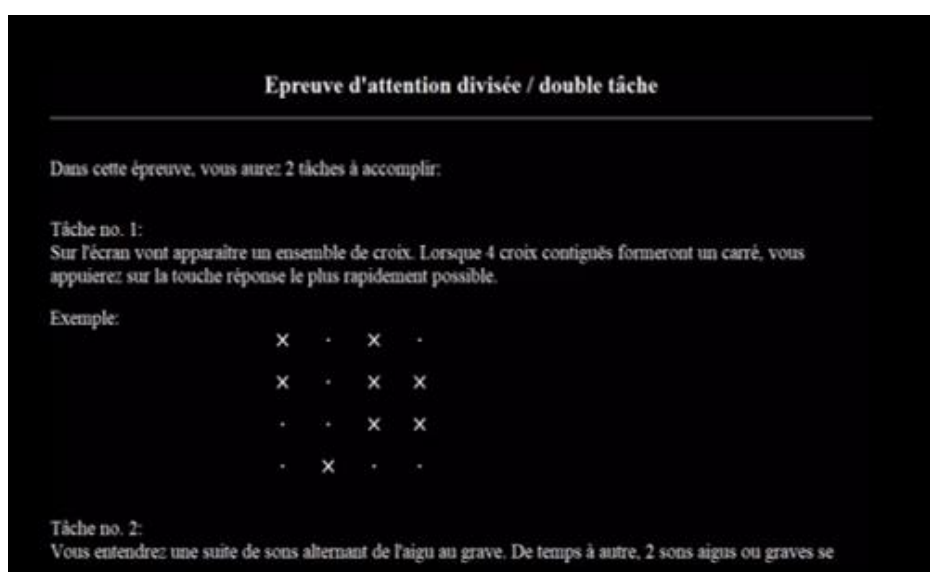 Epreuve d'attention divisée / double tâche
Dans cette épreuve, vous aurez 2 tâches à accomplir:
Tâche no. 1:
Sur l'écran vont apparaître un ensemble de croix. Lorsque 4 croix contiguës formeront un carré, vous
appuierez sur la touche réponse le plus rapidement possible.
Exemple:
X · X ·
X · X X
· · X X
· X · ·
Tâche no. 2:
Vous entendrez une suite de sons alternant de l'aigu au grave. De temps à autre, 2 sons aigus ou graves se